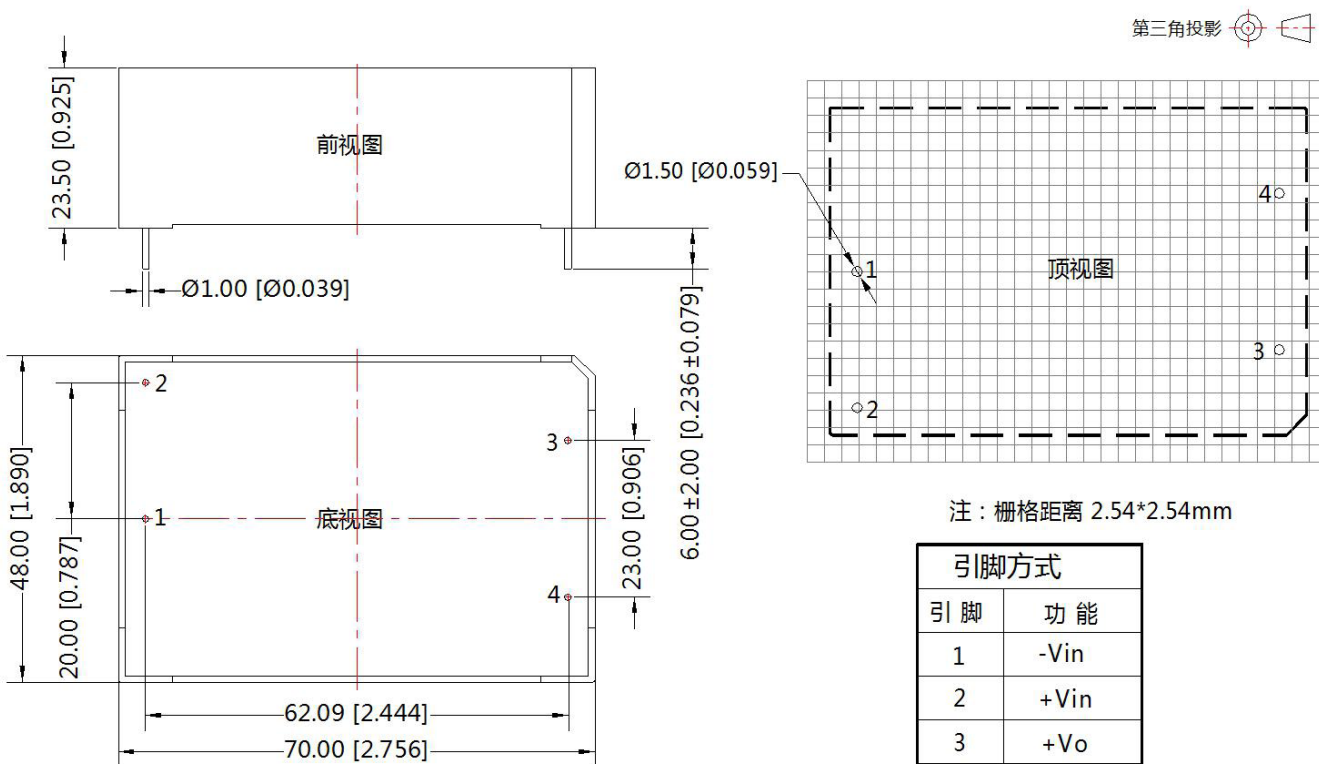 第三角投影
23.50 [0.925]
前视图
Ø1.00 [Ø0.039]
6.00±2.00 [0.236±0.079]
Ø1.50 [Ø0.059]
4
1
顶视图
3
2
2
3
1
底视图
4
48.00 [1.890]
20.00 [0.787]
23.00 [0.906]
62.09 [2.444]
70.00 [2.756]
注：栅格距离 2.54*2.54mm
引脚方式
引 脚 功 能
1 -Vin
2 +Vin
3 +Vo